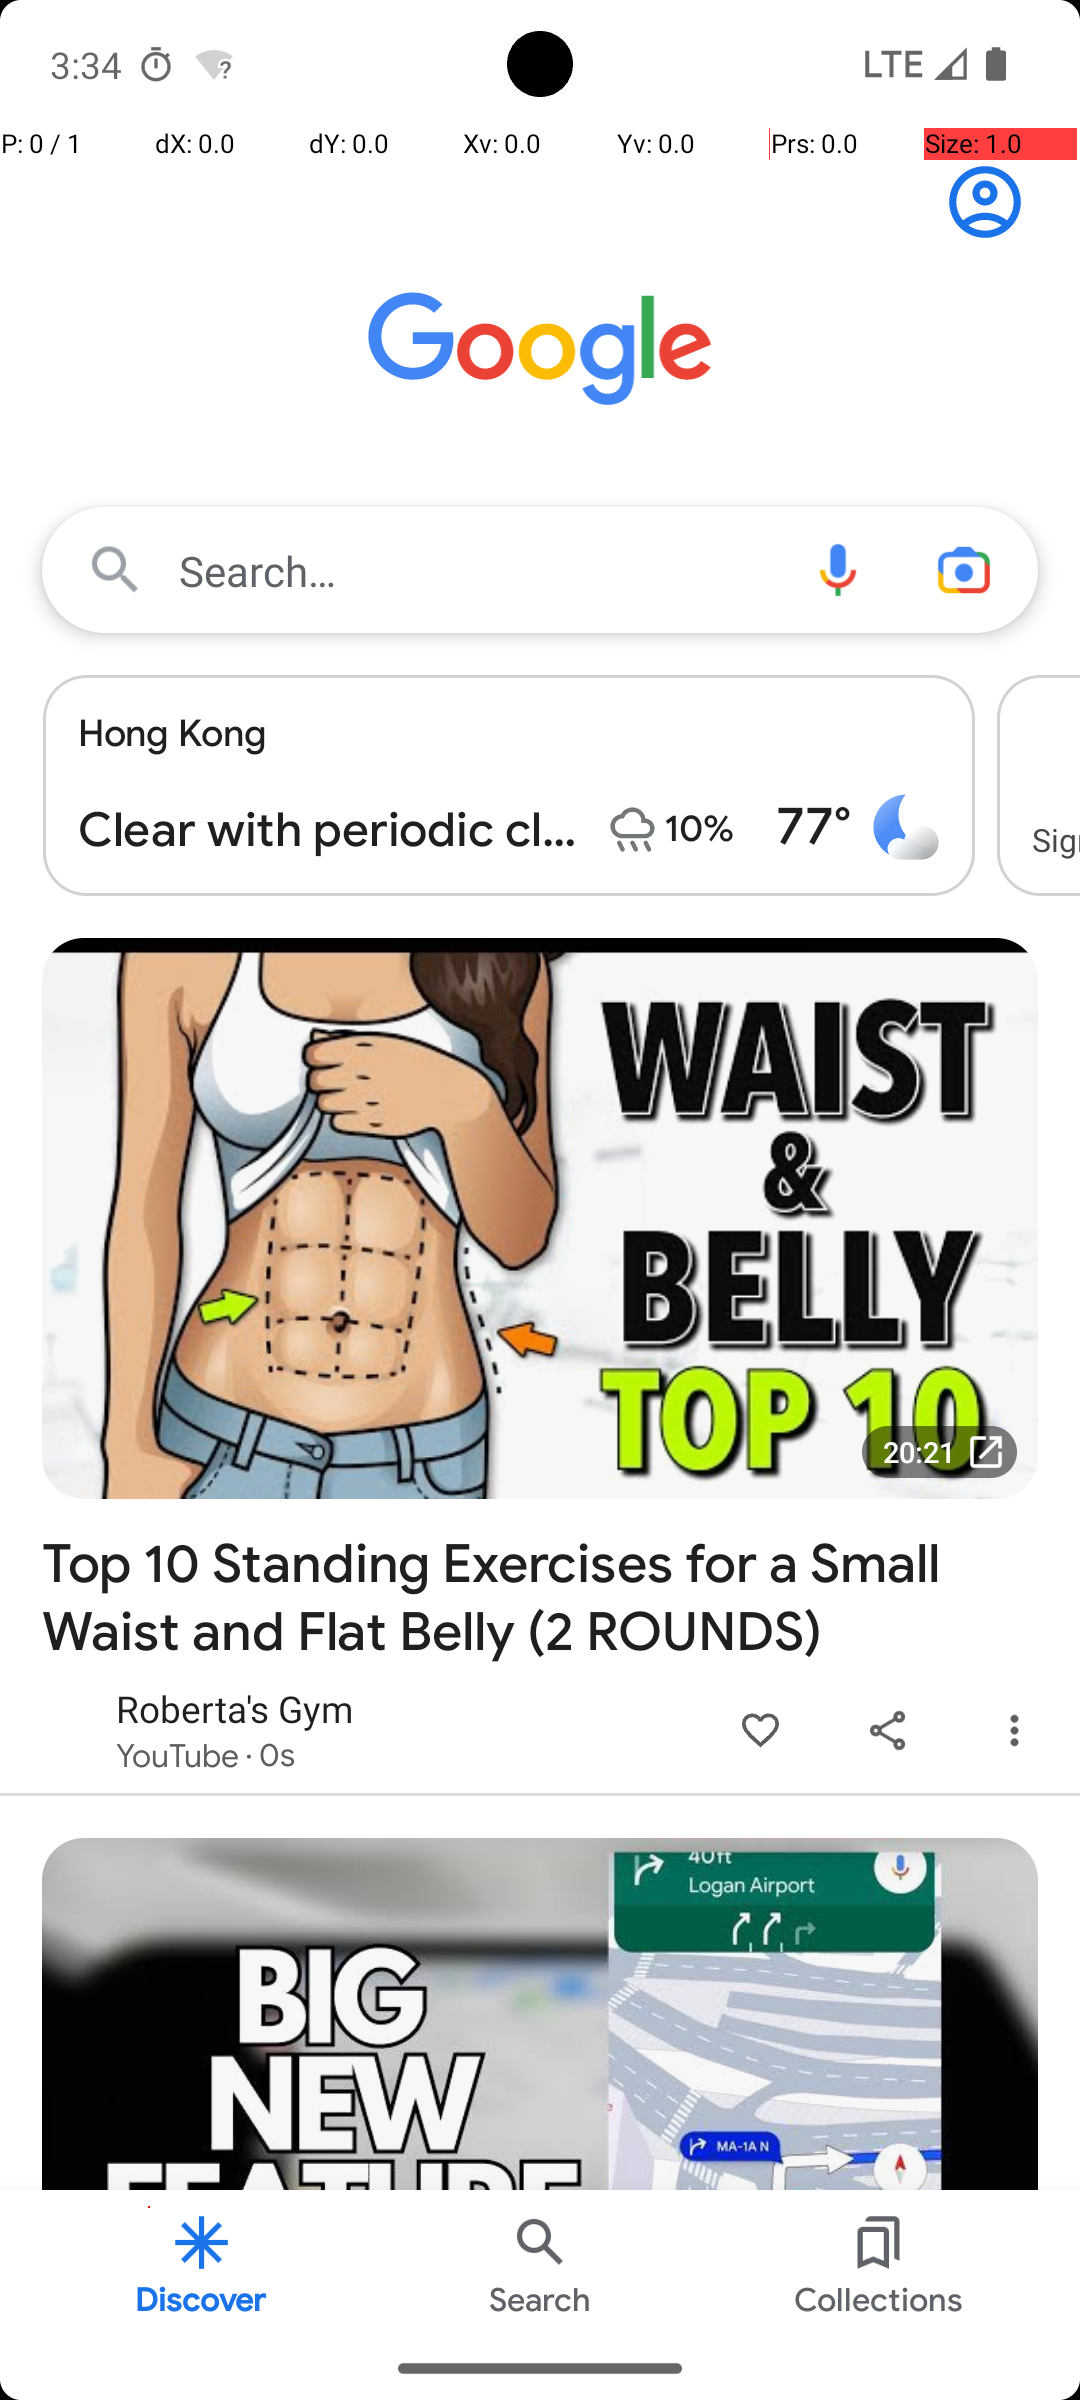 3:34
LTE
P: 0 / 1 dX: 0.0 dY: 0.0 Xv: 0.0 Yv: 0.0 Prs: 0.0 Size: 1.0
Google
Search...
Hong Kong
Clear with periodic cl... 10% 77°
Sig
WAIST
&
BELLY
TOP 10
20:21
Top 10 Standing Exercises for a Small
Waist and Flat Belly (2 ROUNDS)
Roberta's Gym
YouTube · 0s
40ft
Logan Airport
BIG
NEW
FEATURE
MA-1A N
Discover
Search
Collections